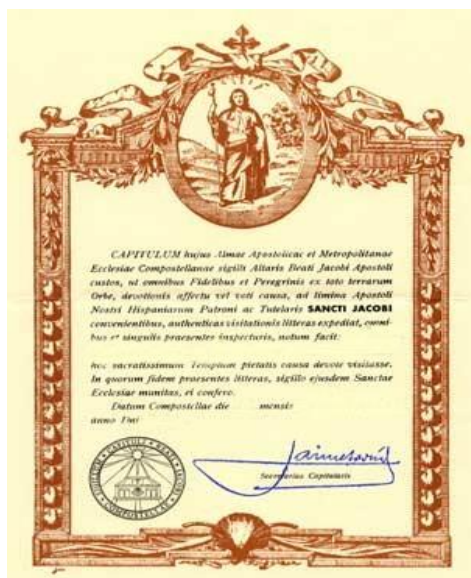 CAPITULUM hujus Almae Apostolicae et Metropolitanae
Ecclesiae Compostellanae sigilli Altaris Beati Jacobi Apostoli
custos, ut omnibus Fidelibus et Peregrinis ex toto terrarum
Orbe, devotionis affectu vel voti causa, ad limina Apostoli
Nostri Hispaniarum Patroni ac Tutelaris SANCTI JACOBI
convenientibus, authenticas visitationis litteras expediat, omni-
bus et singulis praesentes inspecturis, notum facit:
hoc sacratissimum Templum pietatis causa devote visitasse.
In quorum fidem praesentes litteras, sigillo ejusdem Sanctae
Ecclesiae munitas, ei confero.
Datum Compostellae die mensis
anno Dni
Secretarius Capitularis